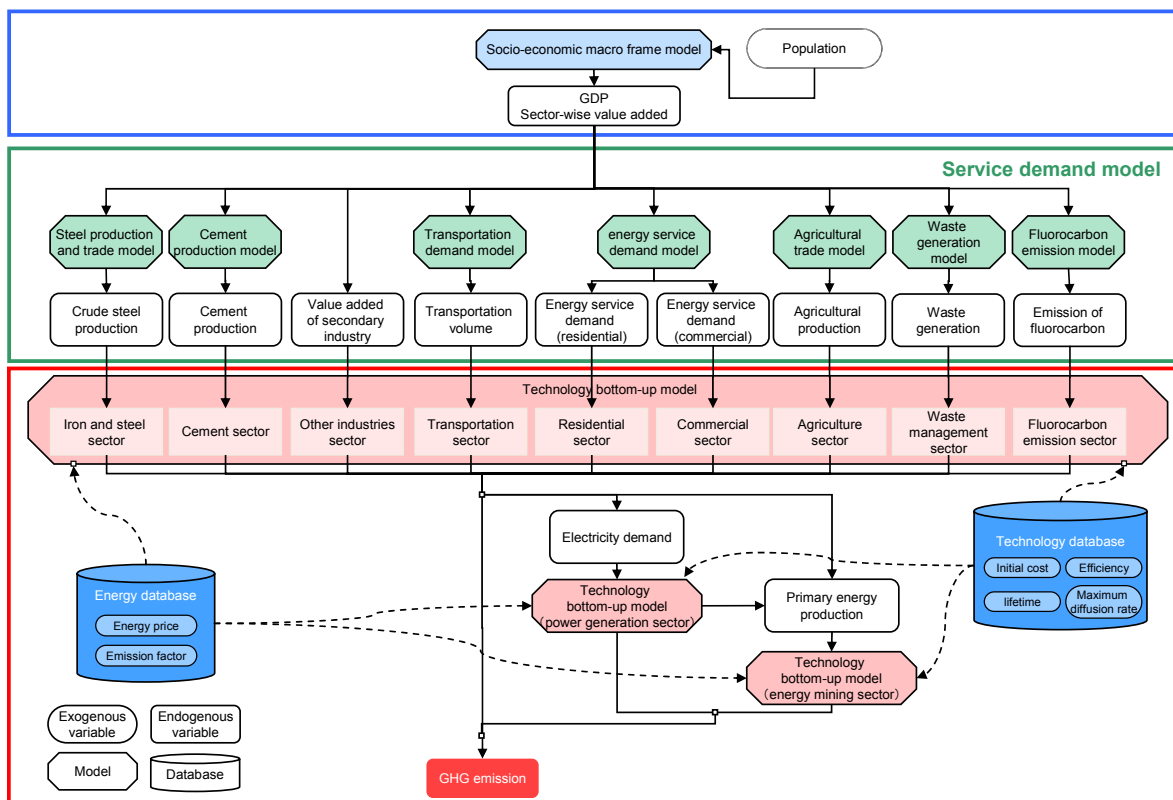 Socio-economic macro frame model
Population
GDP
Sector-wise value added
Service demand model
Steel production
and trade model
Cement
production model
Transportation
demand model
energy service
demand model
Agricultural
trade model
Waste
generation
model
Fluorocarbon
emission model
Crude steel
production
Cement
production
Value added
of secondary
industry
Transportation
volume
Energy service
demand
(residential)
Energy service
demand
(commercial)
Agricultural
production
Waste
generation
Emission of
fluorocarbon
Technology bottom-up model
Iron and steel
sector
Cement sector
Other industries
sector
Transportation
sector
Residential
sector
Commercial
sector
Agriculture
sector
Waste
management
sector
Fluorocarbon
emission sector
Electricity demand
Technology database
Initial cost
Efficiency
lifetime
Maximum
diffusion rate
Energy database
Energy price
Emission factor
Technology
bottom-up model
（power generation sector）
Primary energy
production
Technology
bottom-up model
（energy mining sector）
Exogenous
variable
Endogenous
variable
Model
Database
GHG emission